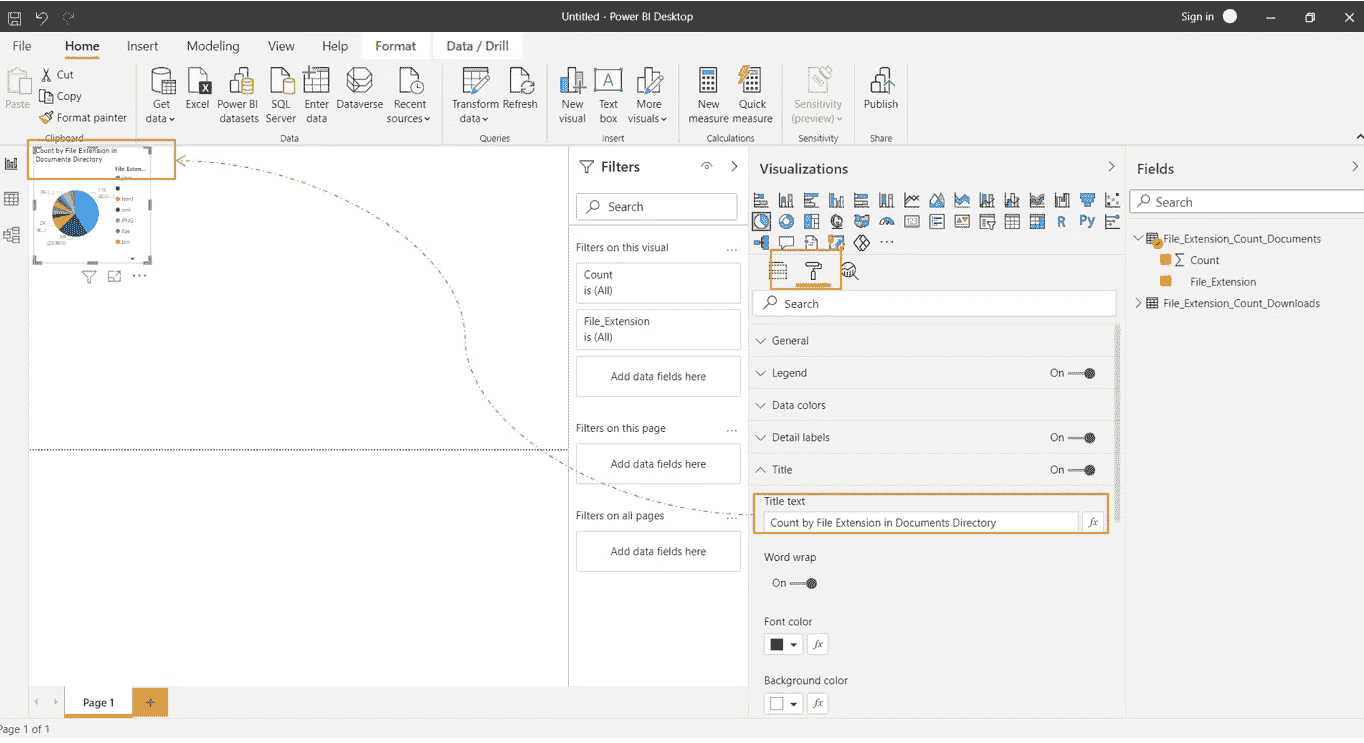 Untitled - Power BI Desktop
Sign in
File Home Insert Modeling View Help Format Data / Drill
Paste
Cut
Copy
Format painter
Clipboard
Get data
Excel
Power BI datasets
SQL Server
Enter data
Dataverse
Recent sources
Data
Transform data
Refresh
Queries
New visual
Text box
More visuals
Insert
New measure
Quick measure
Calculations
Sensitivity (preview)
Sensitivity
Publish
Share
Count by File Extension in
Documents Directory
File_Exten...
.html
.xml
.PNG
Filters
Search
Filters on this visual
Count
is (All)
File_Extension
is (All)
Add data fields here
Filters on this page
Add data fields here
Filters on all pages
Add data fields here
Visualizations
R
Py
Search
General
Legend On
Data colors
Detail labels On
Title On
Title text
Count by File Extension in Documents Directory
fx
Word wrap
On
Font color
fx
Background color
fx
Fields
Search
File_Extension_Count_Documents
Count
File_Extension
File_Extension_Count_Downloads
Page 1
Page 1 of 1